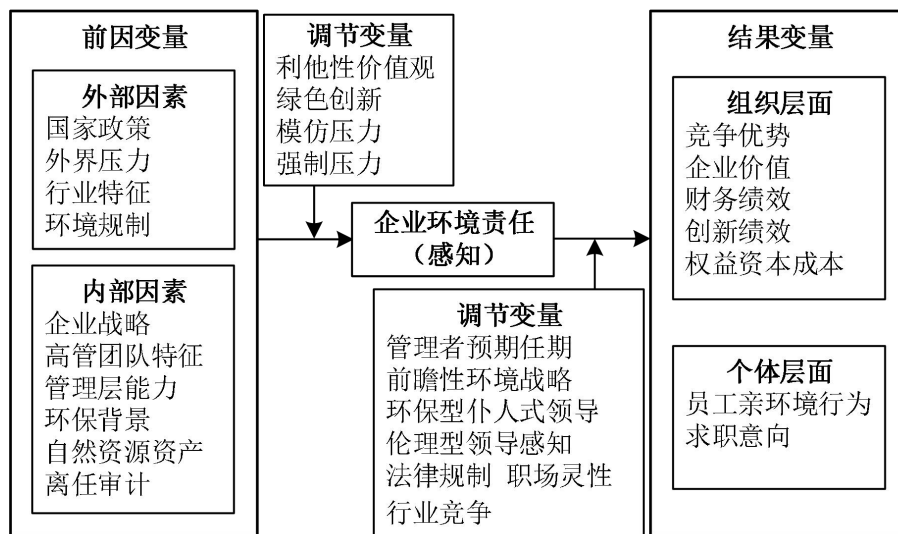 前因变量
外部因素
国家政策
外界压力
行业特征
环境规制
内部因素
企业战略
高管团队特征
管理层能力
环保背景
自然资源资产
离任审计
调节变量
利他性价值观
绿色创新
模仿压力
强制压力
企业环境责任
（感知）
调节变量
管理者预期任期
前瞻性环境战略
环保型仆人式领导
伦理型领导感知
法律规制 职场灵性
行业竞争
结果变量
组织层面
竞争优势
企业价值
财务绩效
创新绩效
权益资本成本
个体层面
员工亲环境行为
求职意向